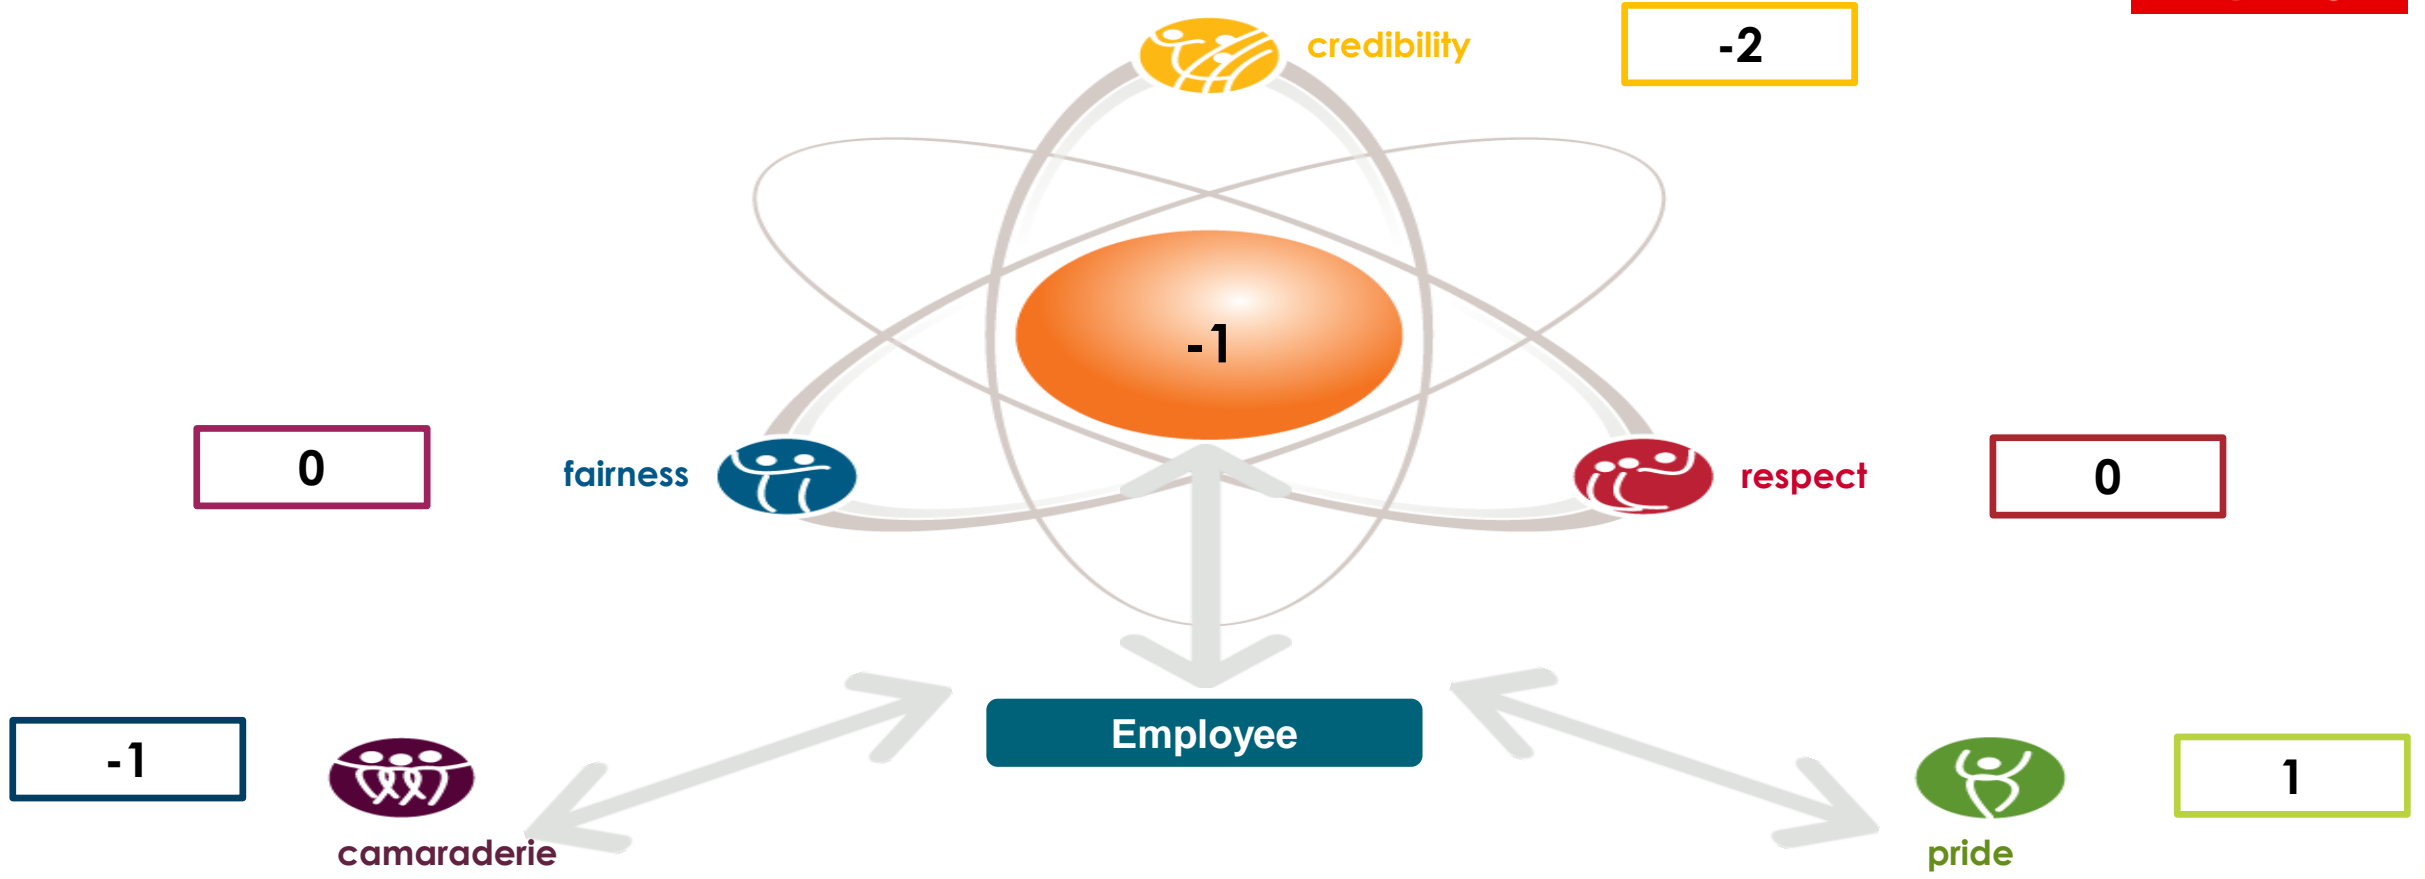 credibility
-2
-1
0
fairness
respect
0
-1
Employee
1
camaraderie
pride